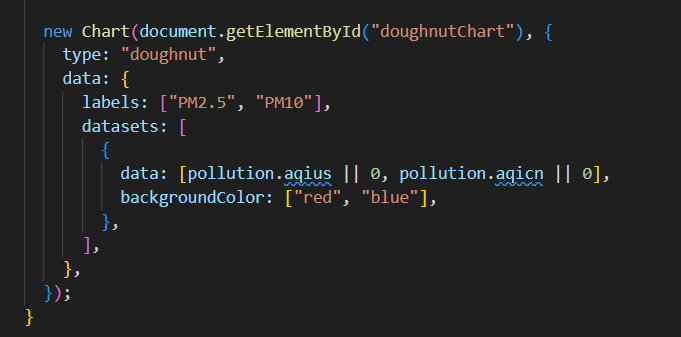 new Chart(document.getElementById("doughnutChart"), {
type: "doughnut",
data: {
labels: ["PM2.5", "PM10"],
datasets: [
{
data: [pollution.aqius || 0, pollution.aqicn || 0],
backgroundColor: ["red", "blue"],
},
],
},
});
}